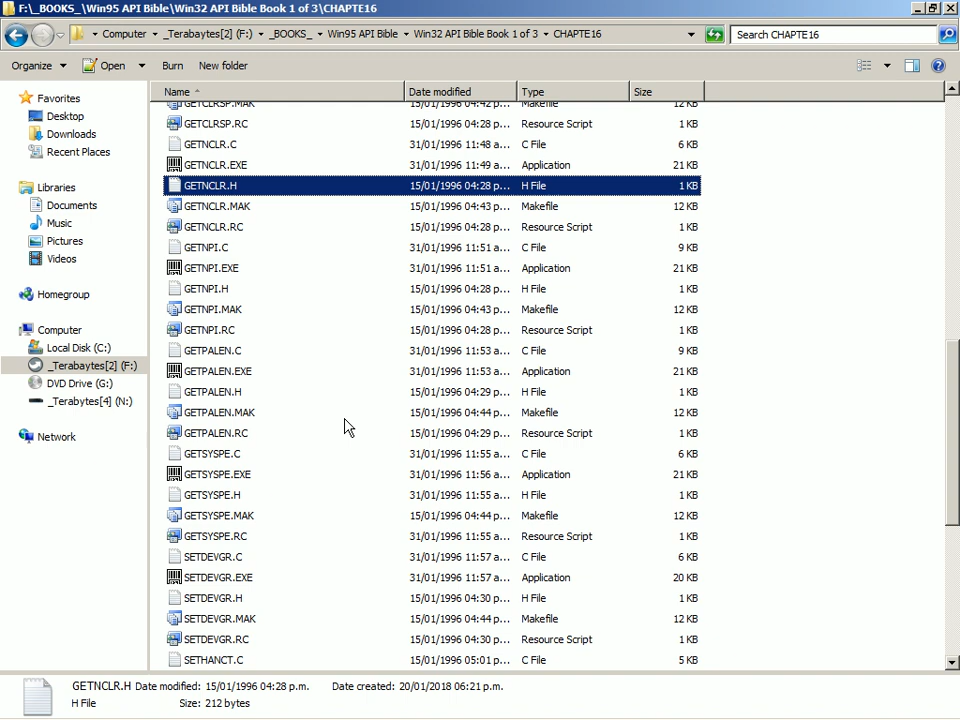 F:\_BOOKS_\Win95 API Bible\Win32 API Bible Book 1 of 3\CHAPTE16
Computer _Terabaytes[2] (F:) _BOOKS_ Win95 API Bible Win32 API Bible Book 1 of 3 CHAPTE16 Search CHAPTE16
Organize Open Burn New folder
Name Date modified Type Size
GETCLRSP.MAK 15/01/1996 04:42 p... Makefile 12 KB
GETCLRSP.RC 15/01/1996 04:28 p... Resource Script 1 KB
GETNCLR.C 31/01/1996 11:48 a... C File 6 KB
GETNCLR.EXE 31/01/1996 11:49 a... Application 21 KB
GETNCLR.H 15/01/1996 04:28 p... H File 1 KB
GETNCLR.MAK 15/01/1996 04:43 p... Makefile 12 KB
GETNCLR.RC 15/01/1996 04:28 p... Resource Script 1 KB
GETNPI.C 31/01/1996 11:51 a... C File 9 KB
GETNPI.EXE 31/01/1996 11:51 a... Application 21 KB
GETNPI.H 15/01/1996 04:28 p... H File 1 KB
GETNPI.MAK 15/01/1996 04:43 p... Makefile 12 KB
GETNPI.RC 15/01/1996 04:28 p... Resource Script 1 KB
GETPALEN.C 31/01/1996 11:53 a... C File 9 KB
GETPALEN.EXE 31/01/1996 11:53 a... Application 21 KB
GETPALEN.H 15/01/1996 04:29 p... H File 1 KB
GETPALEN.MAK 15/01/1996 04:44 p... Makefile 12 KB
GETPALEN.RC 15/01/1996 04:29 p... Resource Script 1 KB
GETSYSPE.C 31/01/1996 11:55 a... C File 6 KB
GETSYSPE.EXE 31/01/1996 11:56 a... Application 21 KB
GETSYSPE.H 31/01/1996 11:55 a... H File 1 KB
GETSYSPE.MAK 15/01/1996 04:44 p... Makefile 12 KB
GETSYSPE.RC 31/01/1996 11:55 a... Resource Script 1 KB
SETDEVGR.C 31/01/1996 11:57 a... C File 6 KB
SETDEVGR.EXE 31/01/1996 11:57 a... Application 20 KB
SETDEVGR.H 15/01/1996 04:30 p... H File 1 KB
SETDEVGR.MAK 15/01/1996 04:44 p... Makefile 12 KB
SETDEVGR.RC 15/01/1996 04:30 p... Resource Script 1 KB
SETHANCT.C 15/01/1996 05:01 p... C File 5 KB
Favorites
Desktop
Downloads
Recent Places
Libraries
Documents
Music
Pictures
Videos
Homegroup
Computer
Local Disk (C:)
_Terabaytes[2] (F:)
DVD Drive (G:)
_Terabytes[4] (N:)
Network
GETNCLR.H Date modified: 15/01/1996 04:28 p.m. Date created: 20/01/2018 06:21 p.m.
H File Size: 212 bytes